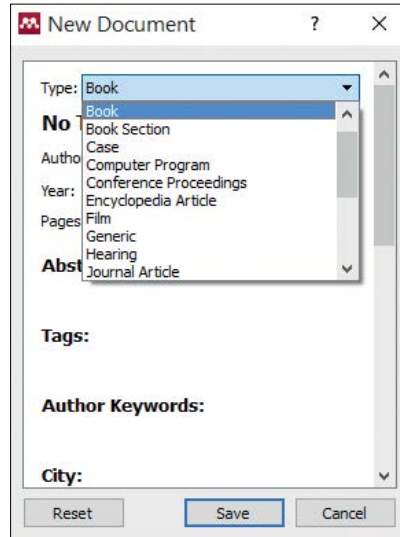 New Document ? ×
Type: Book
Book
No T
Book Section
Case
Autho
Computer Program
Conference Proceedings
Year:
Encyclopedia Article
Pages
Film
Generic
Hearing
Abst
Journal Article
Tags:
Author Keywords:
City:
Reset Save Cancel